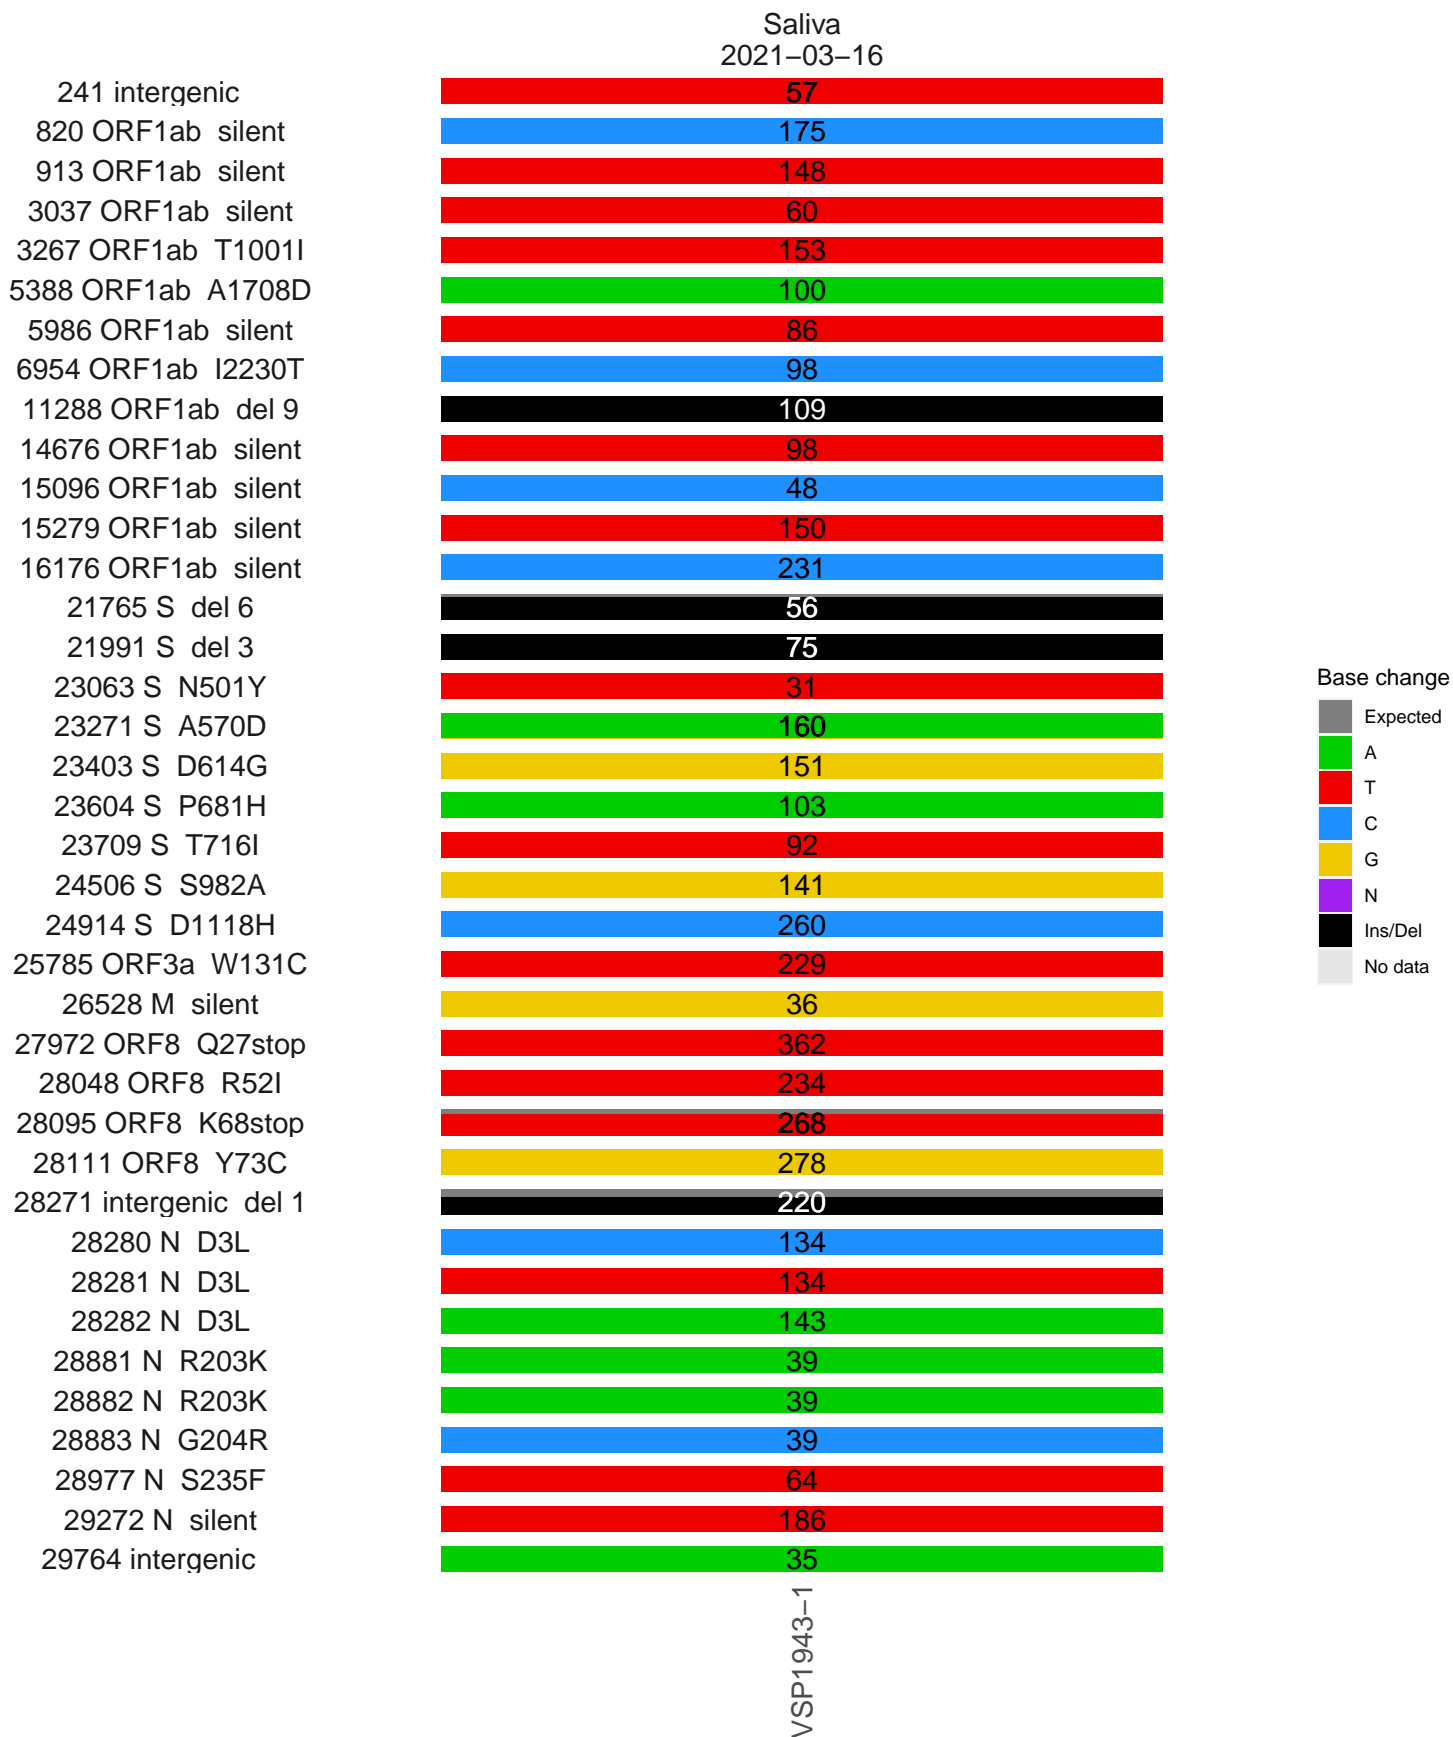 Saliva
2021−03−16
241 intergenic 57
820 ORF1ab silent 175
913 ORF1ab silent 148
3037 ORF1ab silent 60
3267 ORF1ab T1001I 153
5388 ORF1ab A1708D 100
5986 ORF1ab silent 86
6954 ORF1ab I2230T 98
11288 ORF1ab del 9 109
14676 ORF1ab silent 98
15096 ORF1ab silent 48
15279 ORF1ab silent 150
16176 ORF1ab silent 231
21765 S del 6 56
21991 S del 3 75
23063 S N501Y 31
23271 S A570D 160
23403 S D614G 151
23604 S P681H 103
23709 S T716I 92
24506 S S982A 141
24914 S D1118H 260
25785 ORF3a W131C 229
26528 M silent 36
27972 ORF8 Q27stop 362
28048 ORF8 R52I 234
28095 ORF8 K68stop 268
28111 ORF8 Y73C 278
28271 intergenic del 1 220
28280 N D3L 134
28281 N D3L 134
28282 N D3L 143
28881 N R203K 39
28882 N R203K 39
28883 N G204R 39
28977 N S235F 64
29272 N silent 186
29764 intergenic 35
VSP1943−1
Base change
Expected
A
T
C
G
N
Ins/Del
No data